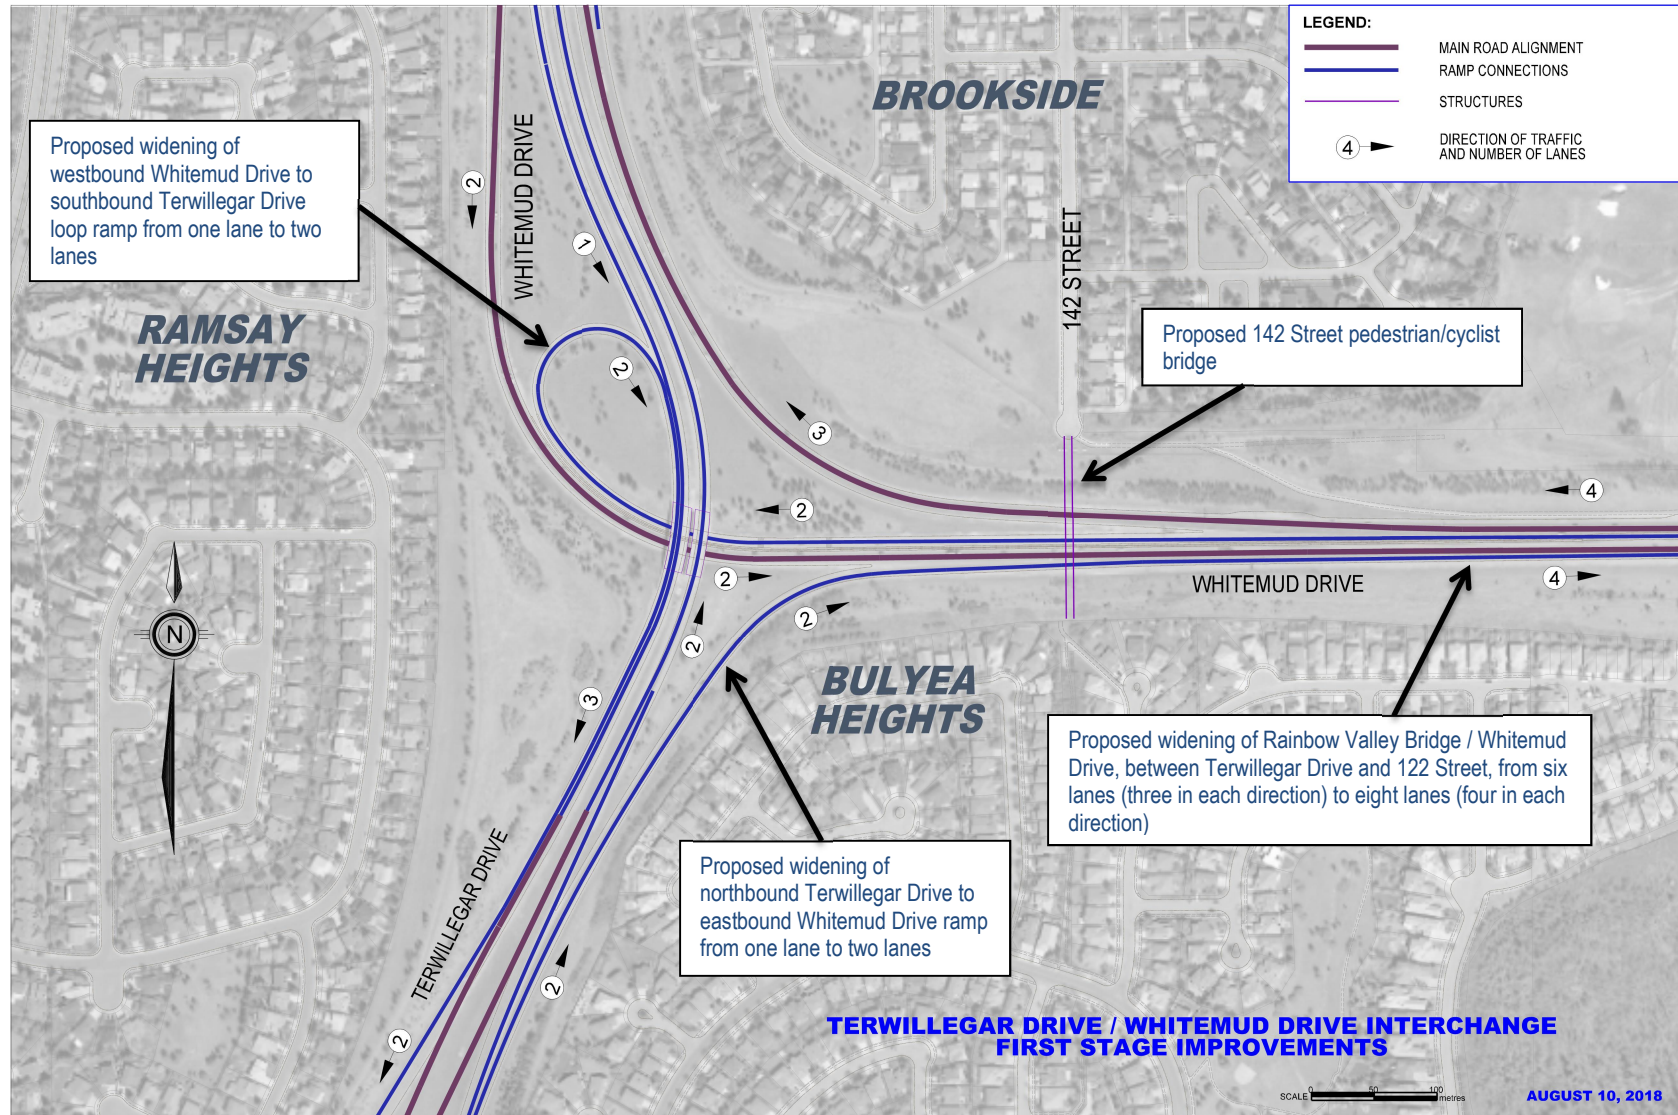 LEGEND:
MAIN ROAD ALIGNMENT
RAMP CONNECTIONS
STRUCTURES
4
DIRECTION OF TRAFFIC
AND NUMBER OF LANES
BROOKSIDE
Proposed widening of
westbound Whitemud Drive to
southbound Terwillegar Drive
loop ramp from one lane to two
lanes
2
WHITEMUD DRIVE
1
142 STREET
RAMSAY
HEIGHTS
Proposed 142 Street pedestrian/cyclist
bridge
2
3
4
2
2
4
WHITEMUD DRIVE
2
2
N
BULYEA
HEIGHTS
3
Proposed widening of Rainbow Valley Bridge / Whitemud
Drive, between Terwillegar Drive and 122 Street, from six
lanes (three in each direction) to eight lanes (four in each
direction)
TERWILLEGAR DRIVE
Proposed widening of
northbound Terwillegar Drive to
eastbound Whitemud Drive ramp
from one lane to two lanes
2
2
TERWILLEGAR DRIVE / WHITEMUD DRIVE INTERCHANGE
FIRST STAGE IMPROVEMENTS
SCALE 0 50 100 metres
AUGUST 10, 2018